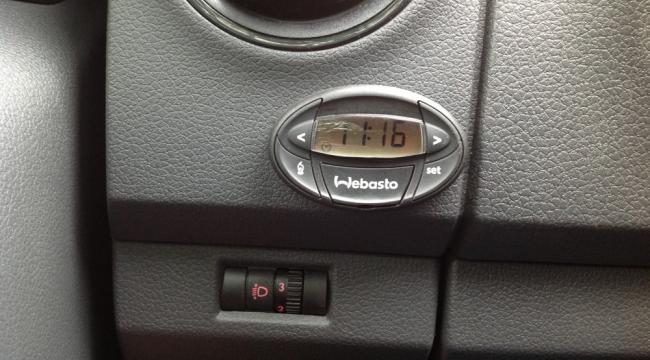 < 11:16 >
Webasto set
3
2